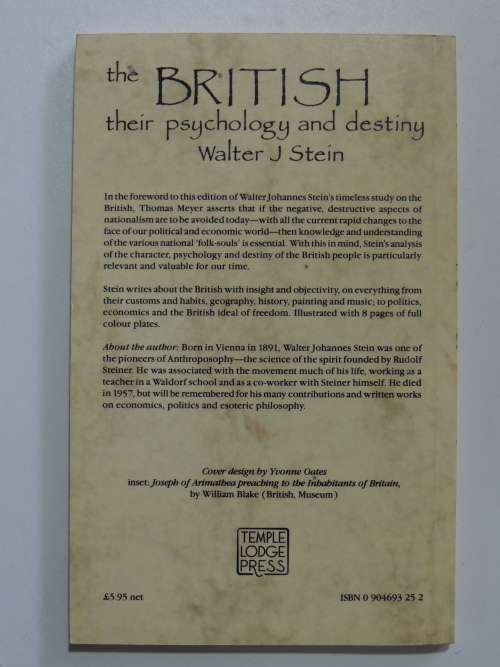 the BRITISH
their psychology and destiny
Walter J Stein
In the foreword to this edition of Walter Johannes Stein's timeless study on the
British, Thomas Meyer asserts that if the negative, destructive aspects of
nationalism are to be avoided today—with all the current rapid changes to the
face of our political and economic world—then knowledge and understanding
of the various national 'folk-souls' is essential. With this in mind, Stein's analysis
of the character, psychology and destiny of the British people is particularly
relevant and valuable for our time.
Stein writes about the British with insight and objectivity, on everything from
their customs and habits, geography, history, painting and music; to politics,
economics and the British ideal of freedom. Illustrated with 8 pages of full
colour plates.
About the author: Born in Vienna in 1891, Walter Johannes Stein was one of
the pioneers of Anthroposophy—the science of the spirit founded by Rudolf
Steiner. He was associated with the movement much of his life, working as a
teacher in a Waldorf school and as a co-worker with Steiner himself. He died
in 1957, but will be remembered for his many contributions and written works
on economics, politics and esoteric philosophy.
Cover design by Yvonne Oates
inset: Joseph of Arimathea preaching to the Inhabitants of Britain,
by William Blake (British, Museum)
TEMPLE
LODGE
PRESS
£5.95 net
ISBN 0 904693 25 2